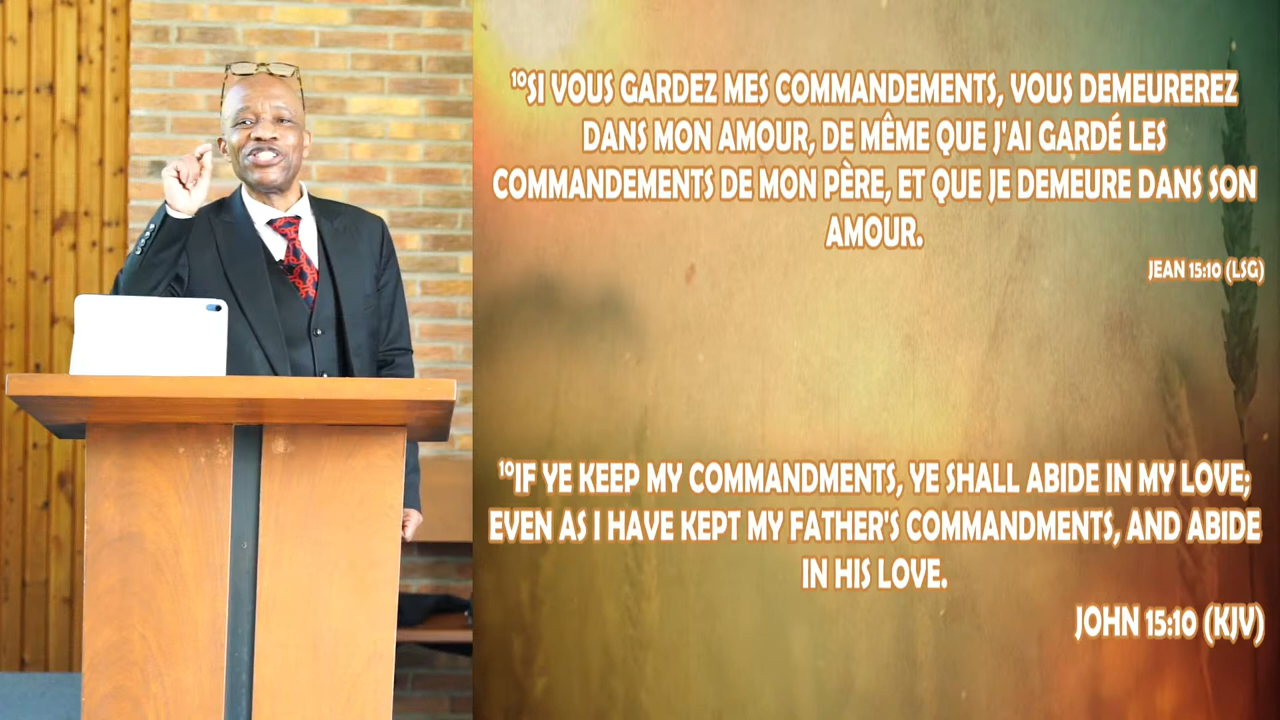 ¹⁰SI VOUS GARDEZ MES COMMANDEMENTS, VOUS DEMEUREREZ
DANS MON AMOUR, DE MÊME QUE J'AI GARDÉ LES
COMMANDEMENTS DE MON PÈRE, ET QUE JE DEMEURE DANS SON
AMOUR.
JEAN 15:10 (LSG)
¹⁰IF YE KEEP MY COMMANDMENTS, YE SHALL ABIDE IN MY LOVE;
EVEN AS I HAVE KEPT MY FATHER'S COMMANDMENTS, AND ABIDE
IN HIS LOVE.
JOHN 15:10 (KJV)